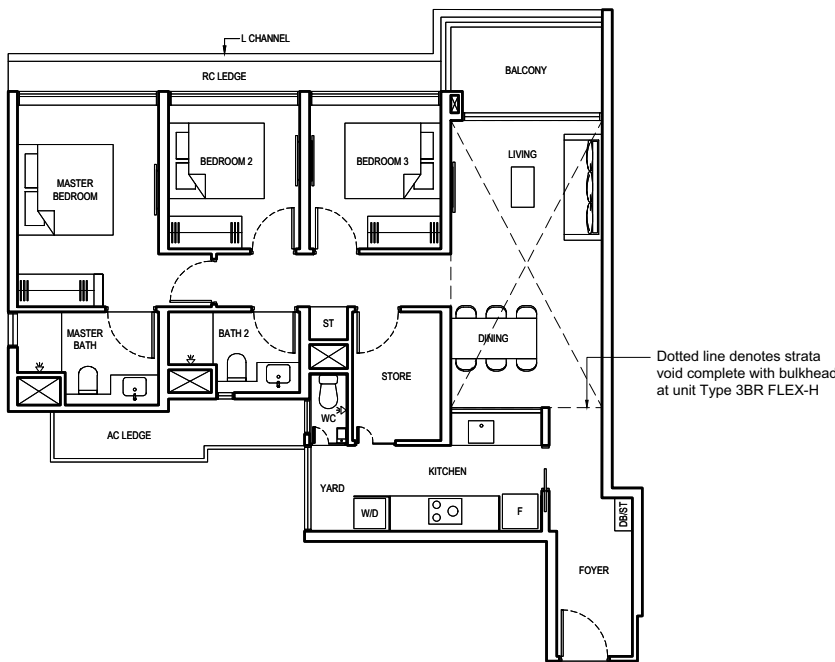 L CHANNEL
RC LEDGE
BALCONY
LIVING
BEDROOM 2
BEDROOM 3
MASTER
BEDROOM
MASTER
BATH
BATH 2
ST
DINING
STORE
WC
AC LEDGE
YARD
KITCHEN
W/D
F
DB/ST
FOYER
Dotted line denotes strata
void complete with bulkhead
at unit Type 3BR FLEX-H